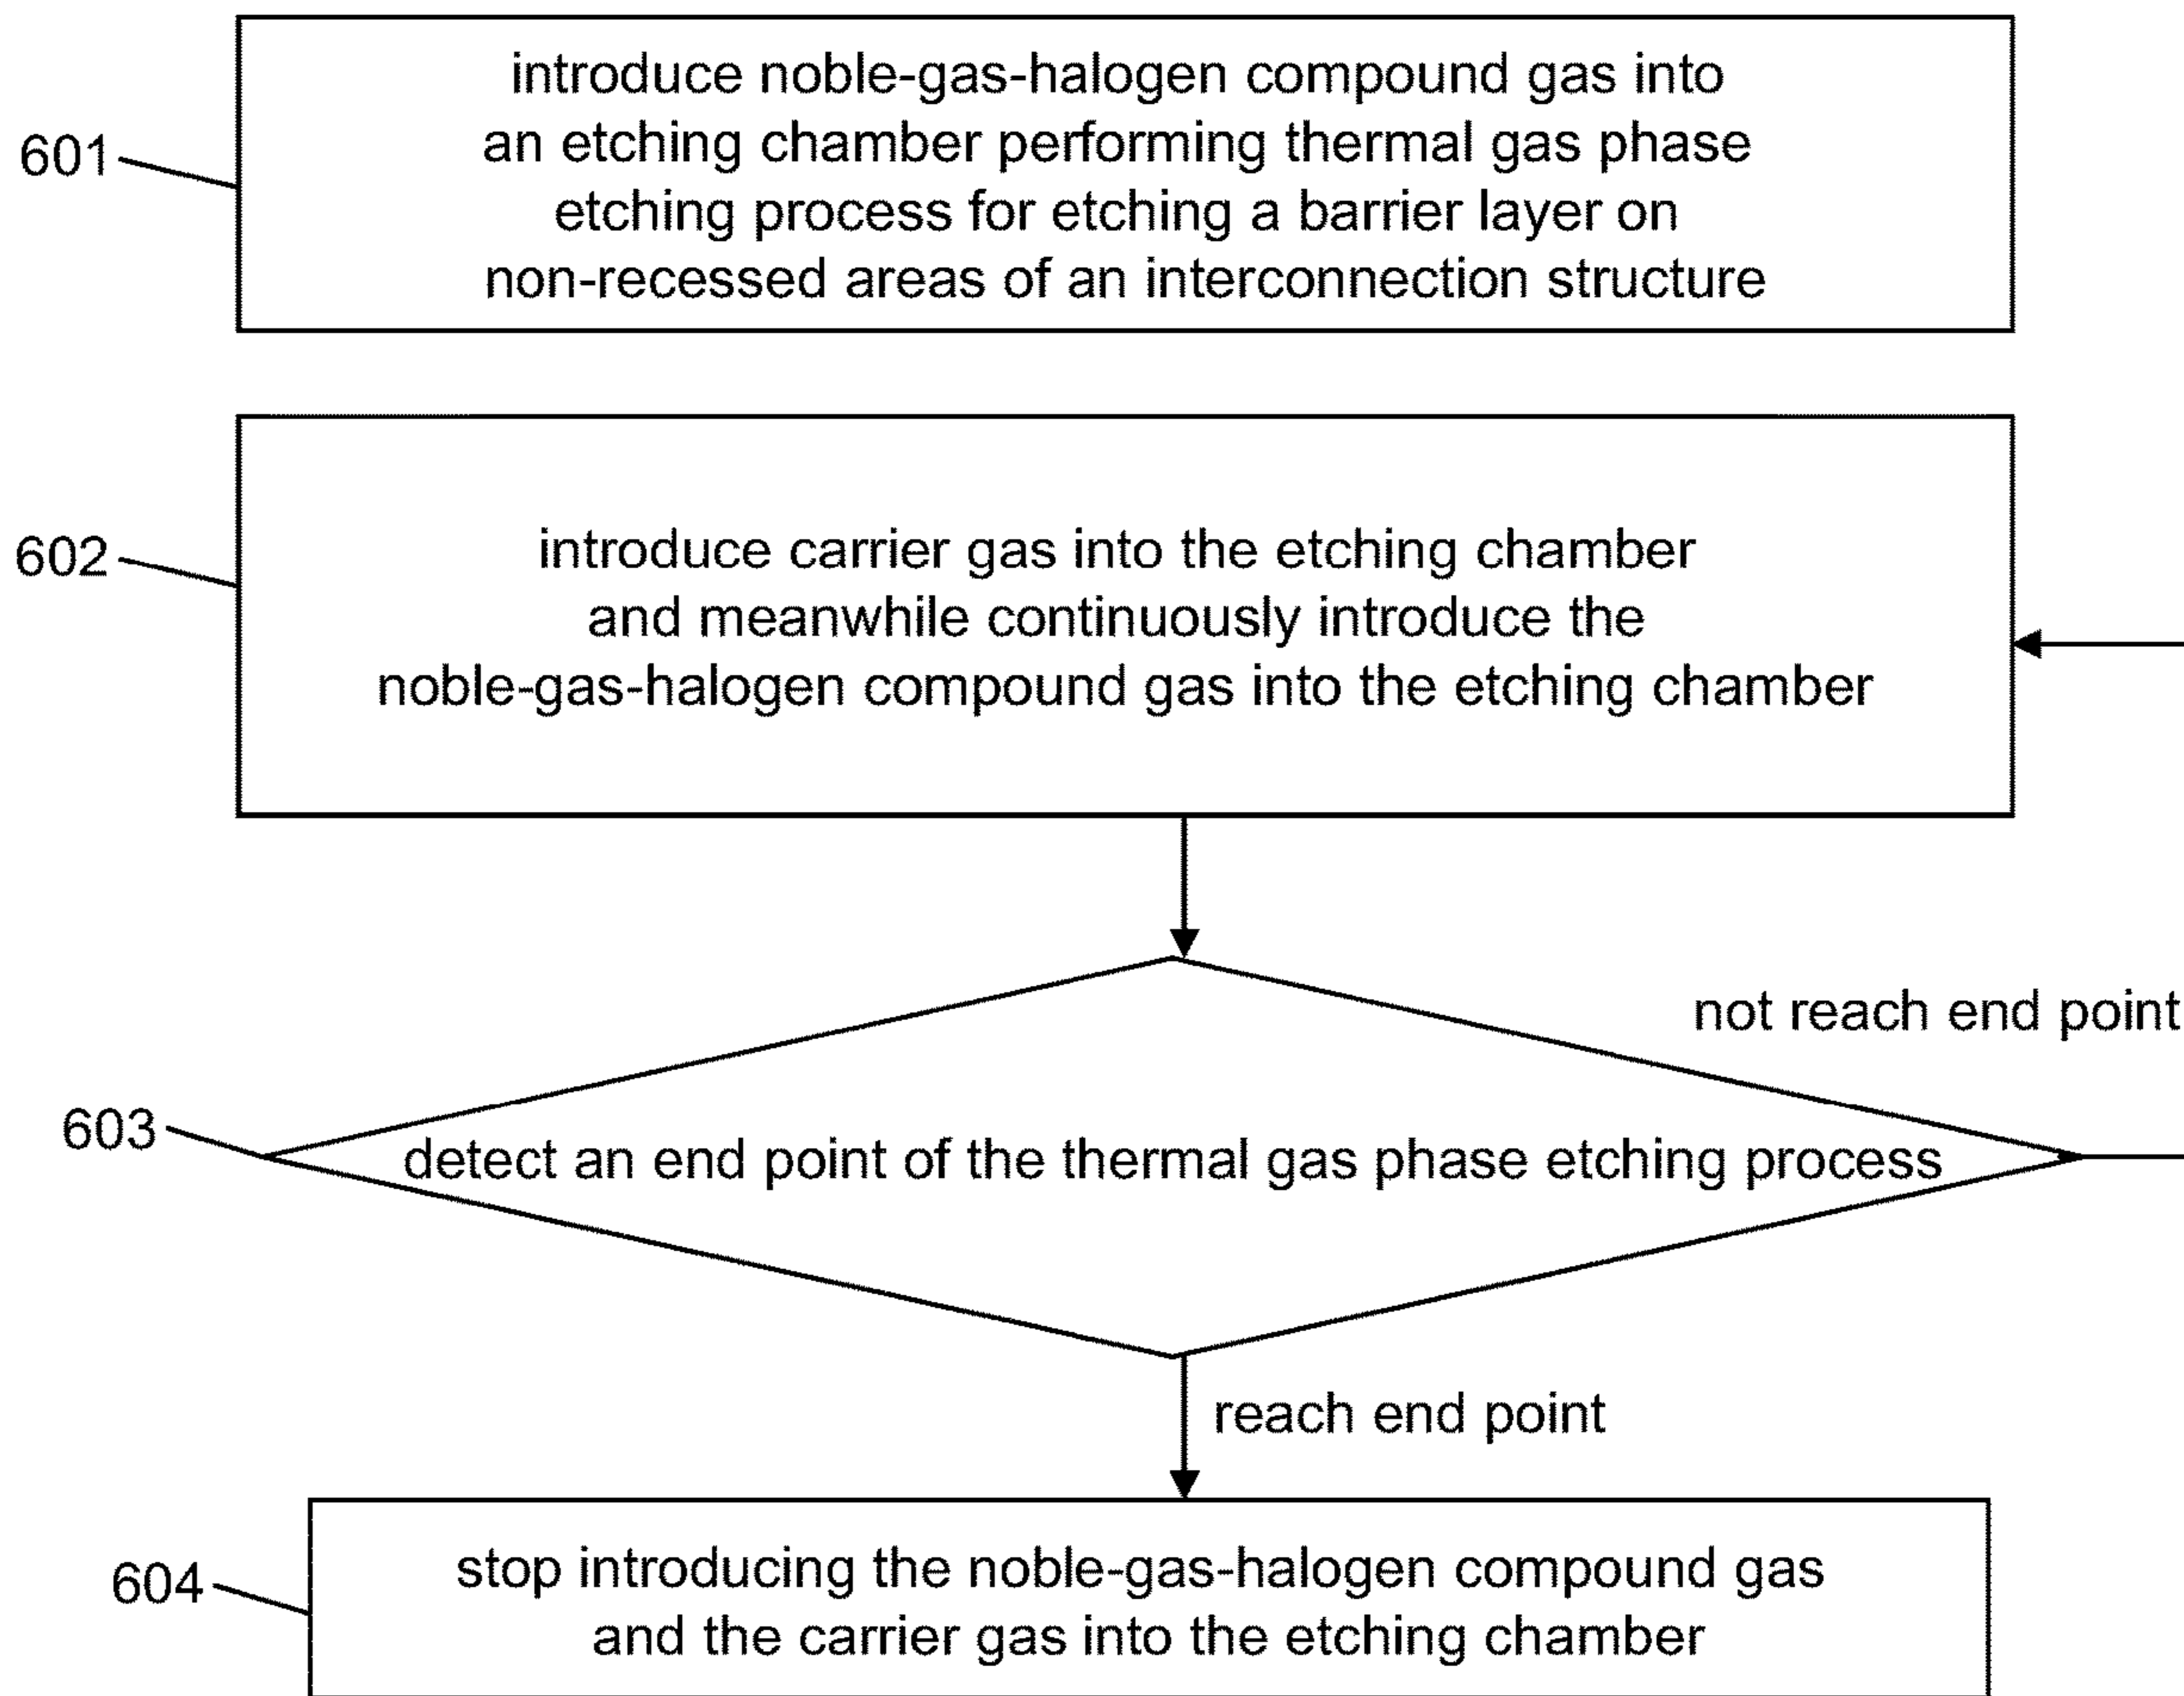 introduce noble-gas-halogen compound gas into
an etching chamber performing thermal gas phase
601
etching process for etching a barrier layer on
non-recessed areas of an interconnection structure
602
introduce carrier gas into the etching chamber
and meanwhile continuously introduce the
noble-gas-halogen compound gas into the etching chamber
not reach end point
603
detect an end point of the thermal gas phase etching process
reach end point
604
stop introducing the noble-gas-halogen compound gas
and the carrier gas into the etching chamber